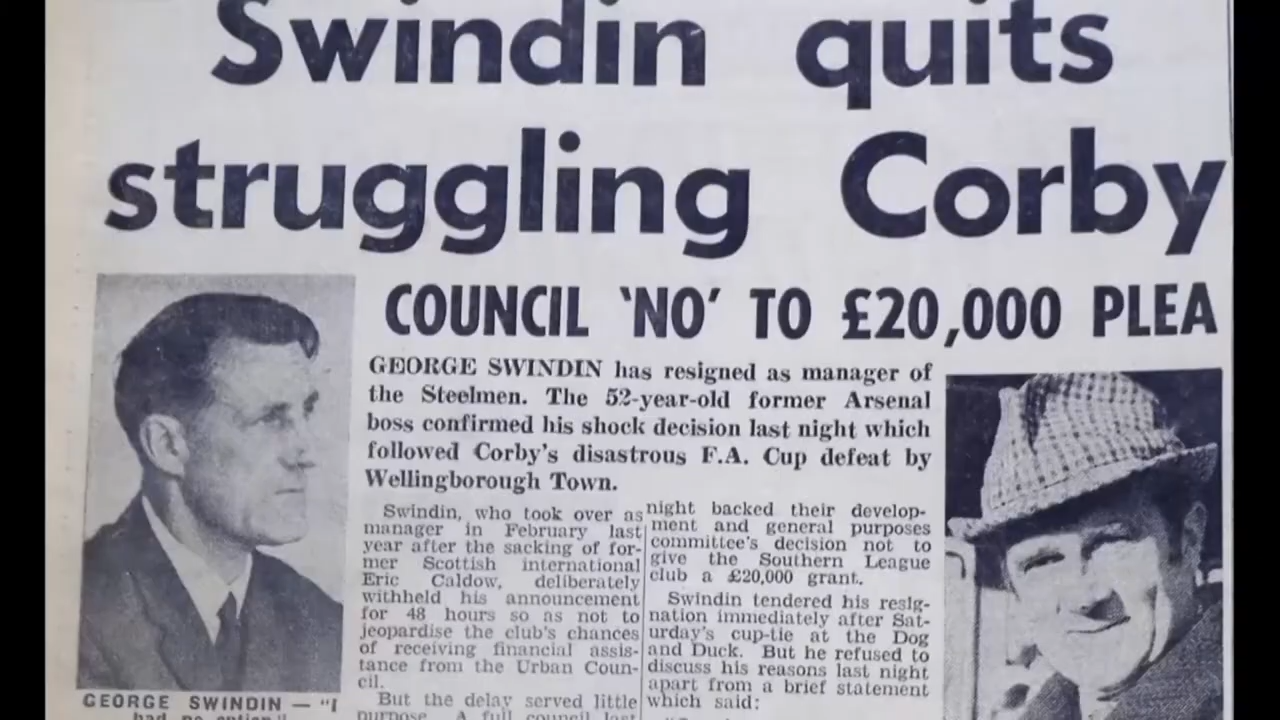 Swindin quits
struggling Corby
COUNCIL 'NO' TO £20,000 PLEA
GEORGE SWINDIN has resigned as manager of
the Steelmen. The 52-year-old former Arsenal
boss confirmed his shock decision last night which
followed Corby's disastrous F.A. Cup defeat by
Wellingborough Town.
Swindin, who took over as
manager in February last
year after the sacking of for-
mer Scottish international
Eric Caldow, deliberately
withheld his announcement
for 48 hours so as not to
jeopardise the club's chances
of receiving financial assis-
tance from the Urban Coun-
cil.
But the delay served little
purpose. A full council last
night backed their develop-
ment and general purposes
committee's decision not to
give the Southern League
club a £20,000 grant.
Swindin tendered his resig-
nation immediately after Sat-
urday's cup-tie at the Dog
and Duck. But he refused to
discuss his reasons last night
apart from a brief statement
which said:
GEORGE SWINDIN — "I
had no option"